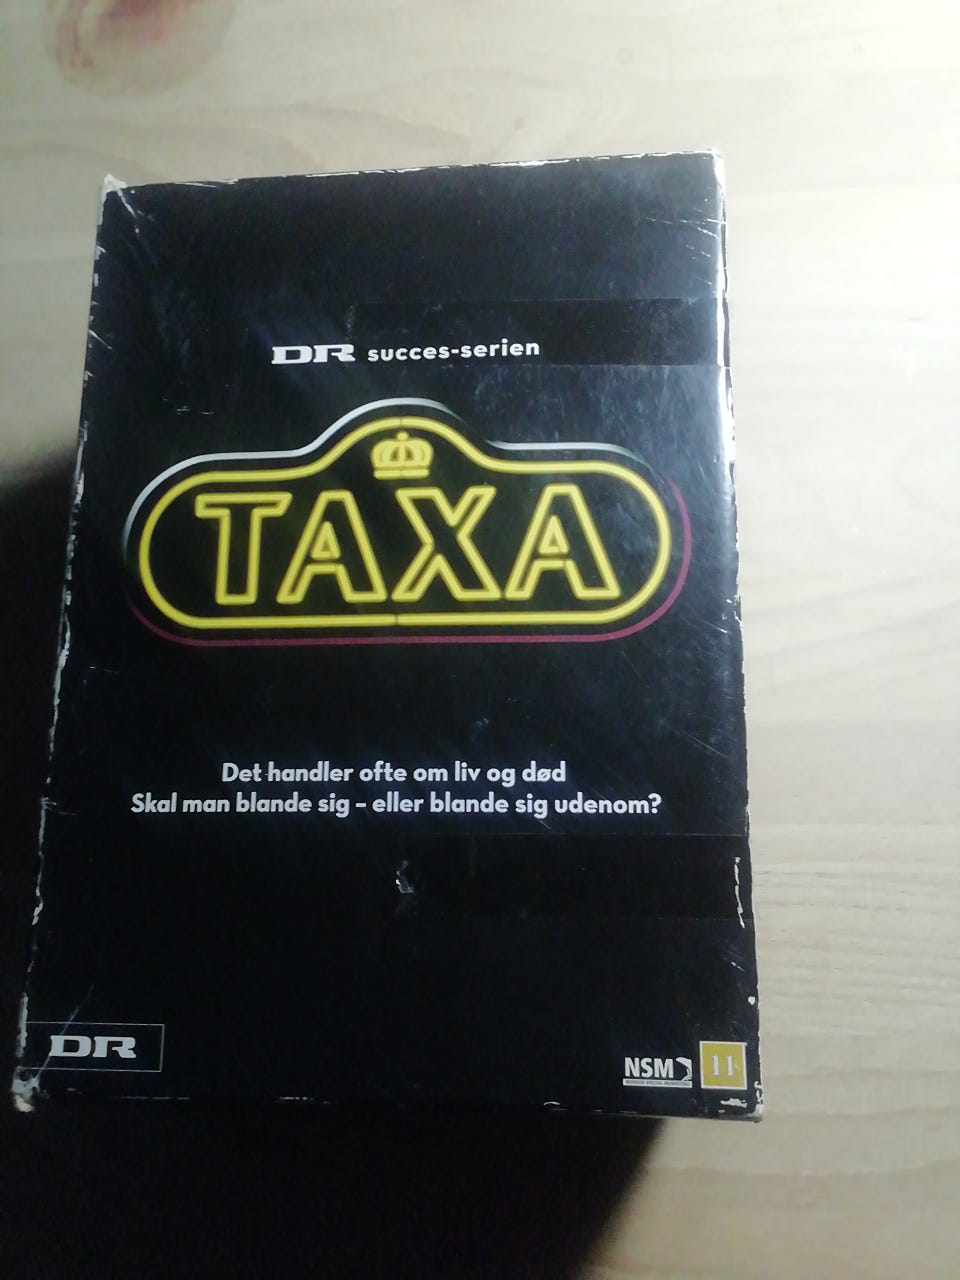 DR succes-serien
TAXA
Det handler ofte om liv og død
Skal man blande sig – eller blande sig udenom?
DR
NSM
11